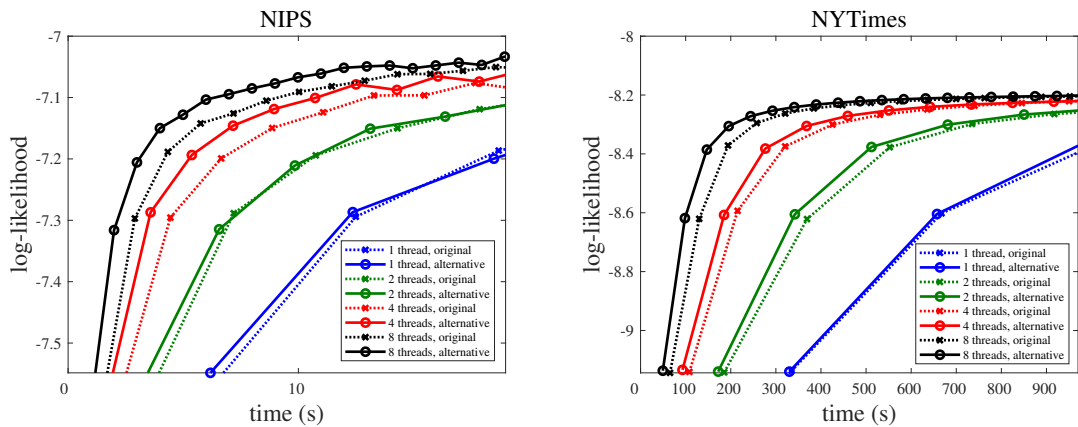 NIPS
-7
-7.1
-7.2
-7.3
-7.4
-7.5
log-likelihood
0
10
time (s)
1 thread, original
1 thread, alternative
2 threads, original
2 threads, alternative
4 threads, original
4 threads, alternative
8 threads, original
8 threads, alternative
NYTimes
-8
-8.2
-8.4
-8.6
-8.8
-9
log-likelihood
0 100 200 300 400 500 600 700 800 900
time (s)
1 thread, original
1 thread, alternative
2 threads, original
2 threads, alternative
4 threads, original
4 threads, alternative
8 threads, original
8 threads, alternative